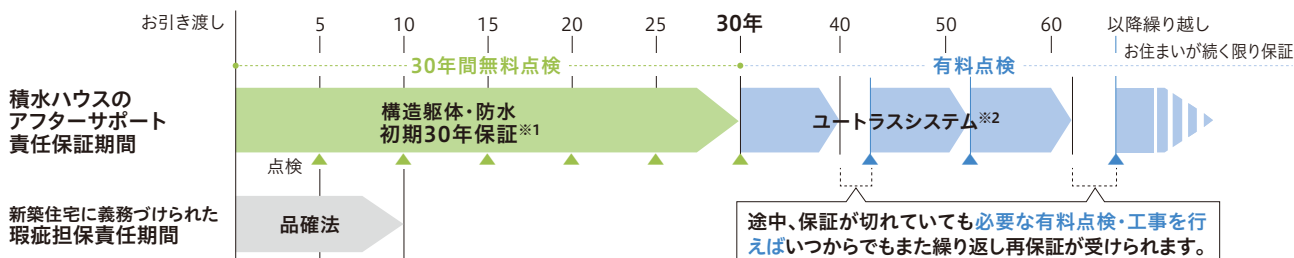 お引き渡し 5 10 15 20 25 30年 40 50 60 以降繰り越し
お住まいが続く限り保証
30年間無料点検 有料点検
積水ハウスの
アフターサポート
責任保証期間
構造躯体・防水
初期30年保証※1
ユートラスシステム※2
点検
新築住宅に義務づけられた
瑕疵担保責任期間
品確法
途中、保証が切れていても必要な有料点検・工事を行
えばいつからでもまた繰り返し再保証が受けられます。